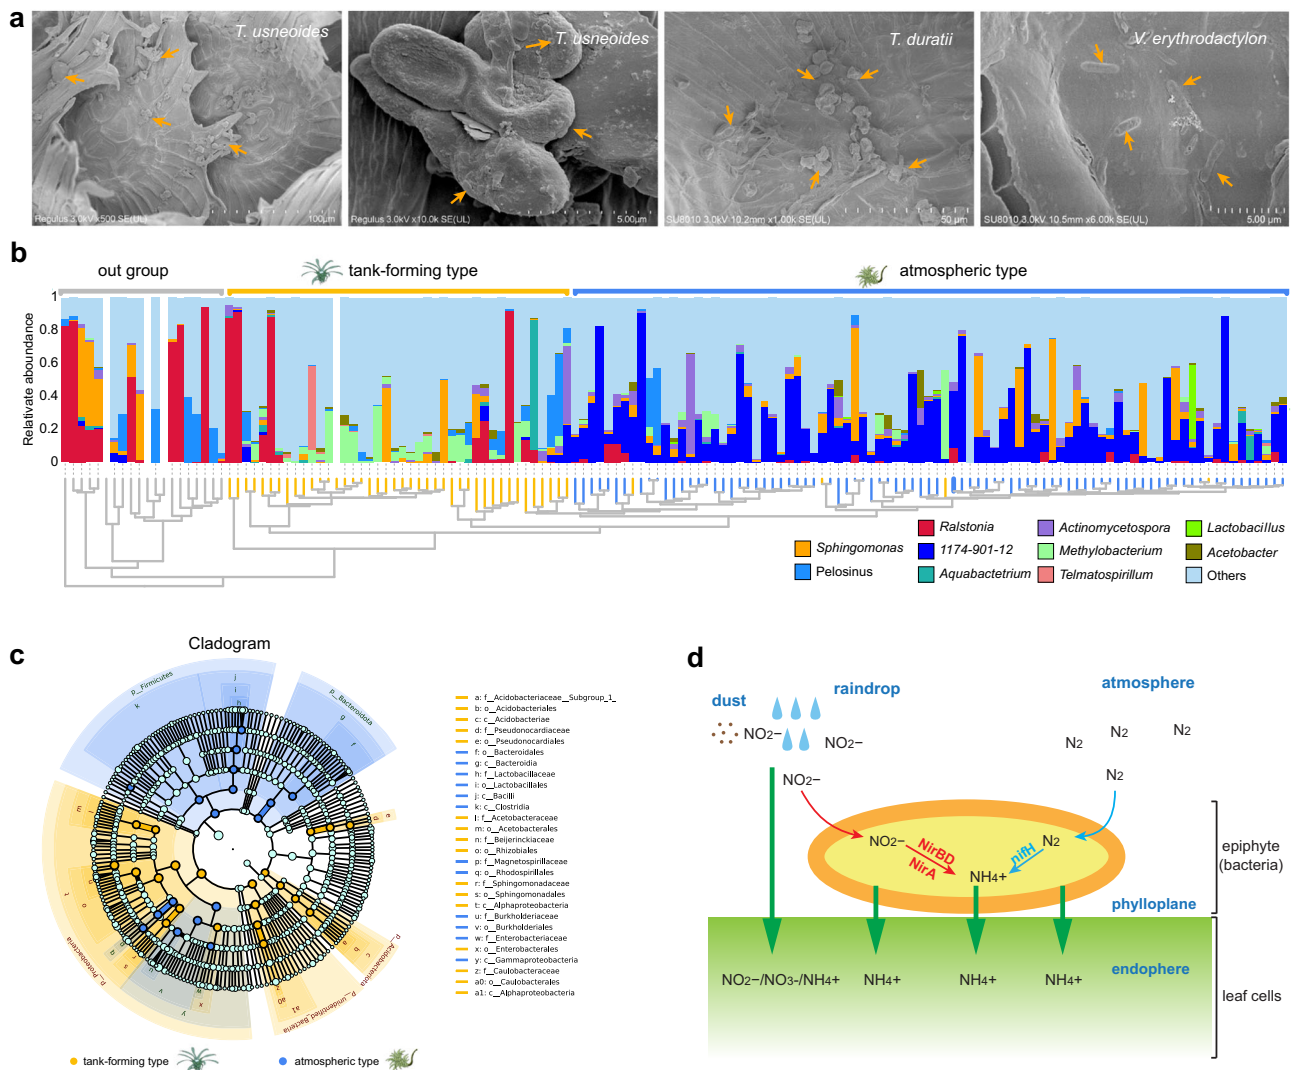 a
T. usneoides
Regulus 3.0kV x500 SE(UL)
100μm
T. usneoides
Regulus 3.0kV x10.0k SE(UL)
5.00μm
T. duratii
SU8010 3.0kV 10.2mm x1.00k SE(UL)
50 μm
V. erythrodactylon
SU8010 3.0kV 10.5mm x6.00k SE(UL)
5.00 μm
b
out group
tank-forming type
atmospheric type
Relativate aboundance
1
0.8
0.6
0.4
0.2
0
Sphingomonas
Pelosinus
Ralstonia
1174-901-12
Aquabactetrium
Actinomycetospora
Methylobacterium
Telmatospirillum
Lactobacillus
Acetobacter
Others
c
Cladogram
p__Firmicutes
p__Bacteroidota
p__Proteobacteria
p__unidentified_Bacteria
p__Acidobacteriota
a: f__Acidobacteriaceae__Subgroup_1_
b: o__Acidobacteriales
c: c__Acidobacteriae
d: f__Pseudonocardiaceae
e: o__Pseudonocardiales
f: o__Bacteroidales
g: c__Bacteroidia
h: f__Lactobacillaceae
i: o__Lactobacillales
j: c__Bacilli
k: c__Clostridia
l: f__Acetobacteraceae
m: o__Acetobacterales
n: f__Beijerinckiaceae
o: o__Rhizobiales
p: f__Magnetospirillaceae
q: o__Rhodospirillales
r: f__Sphingomonadaceae
s: o__Sphingomonadales
t: c__Alphaproteobacteria
u: f__Burkholderiaceae
v: o__Burkholderiales
w: f__Enterobacteriaceae
x: o__Enterobacterales
y: c__Gammaproteobacteria
z: f__Caulobacteraceae
a0: o__Caulobacterales
a1: c__Alphaproteobacteria
tank-forming type
atmospheric type
d
dust
raindrop
atmosphere
NO2−
NO2−
N2
N2
N2
NO2−
N2
NO2−
NirBD
NirA
NH4+
nifH
N2
epiphyte
(bacteria)
phylloplane
endophere
NO2−/NO3-/NH4+
NH4+
NH4+
NH4+
leaf cells